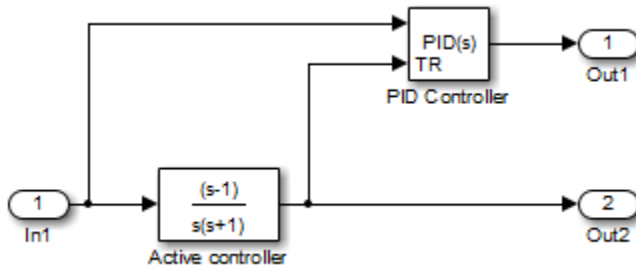 PID(s)
TR
PID Controller
1
Out1
1
In1
(s-1)
s(s+1)
Active controller
2
Out2